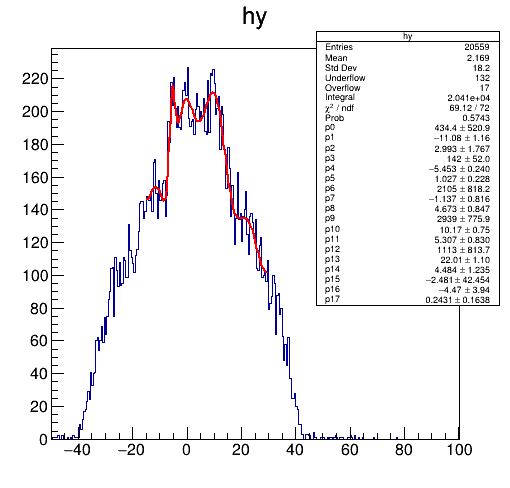 hy
hy
Entries 20559
Mean 2.169
Std Dev 18.2
Underflow 132
Overflow 17
Integral 2.041e+04
χ² / ndf 69.12 / 72
Prob 0.5743
p0 434.4 ± 520.9
p1 −11.08 ± 1.16
p2 2.993 ± 1.767
p3 142 ± 52.0
p4 −5.453 ± 0.240
p5 1.027 ± 0.228
p6 2105 ± 818.2
p7 −1.137 ± 0.816
p8 4.673 ± 0.847
p9 2939 ± 775.9
p10 10.17 ± 0.75
p11 5.307 ± 0.830
p12 1113 ± 813.7
p13 22.01 ± 1.10
p14 4.484 ± 1.235
p15 −2.481 ± 42.454
p16 −4.47 ± 3.94
p17 0.2431 ± 0.1638
220
200
180
160
140
120
100
80
60
40
20
0
−40 −20 0 20 40 60 80 100